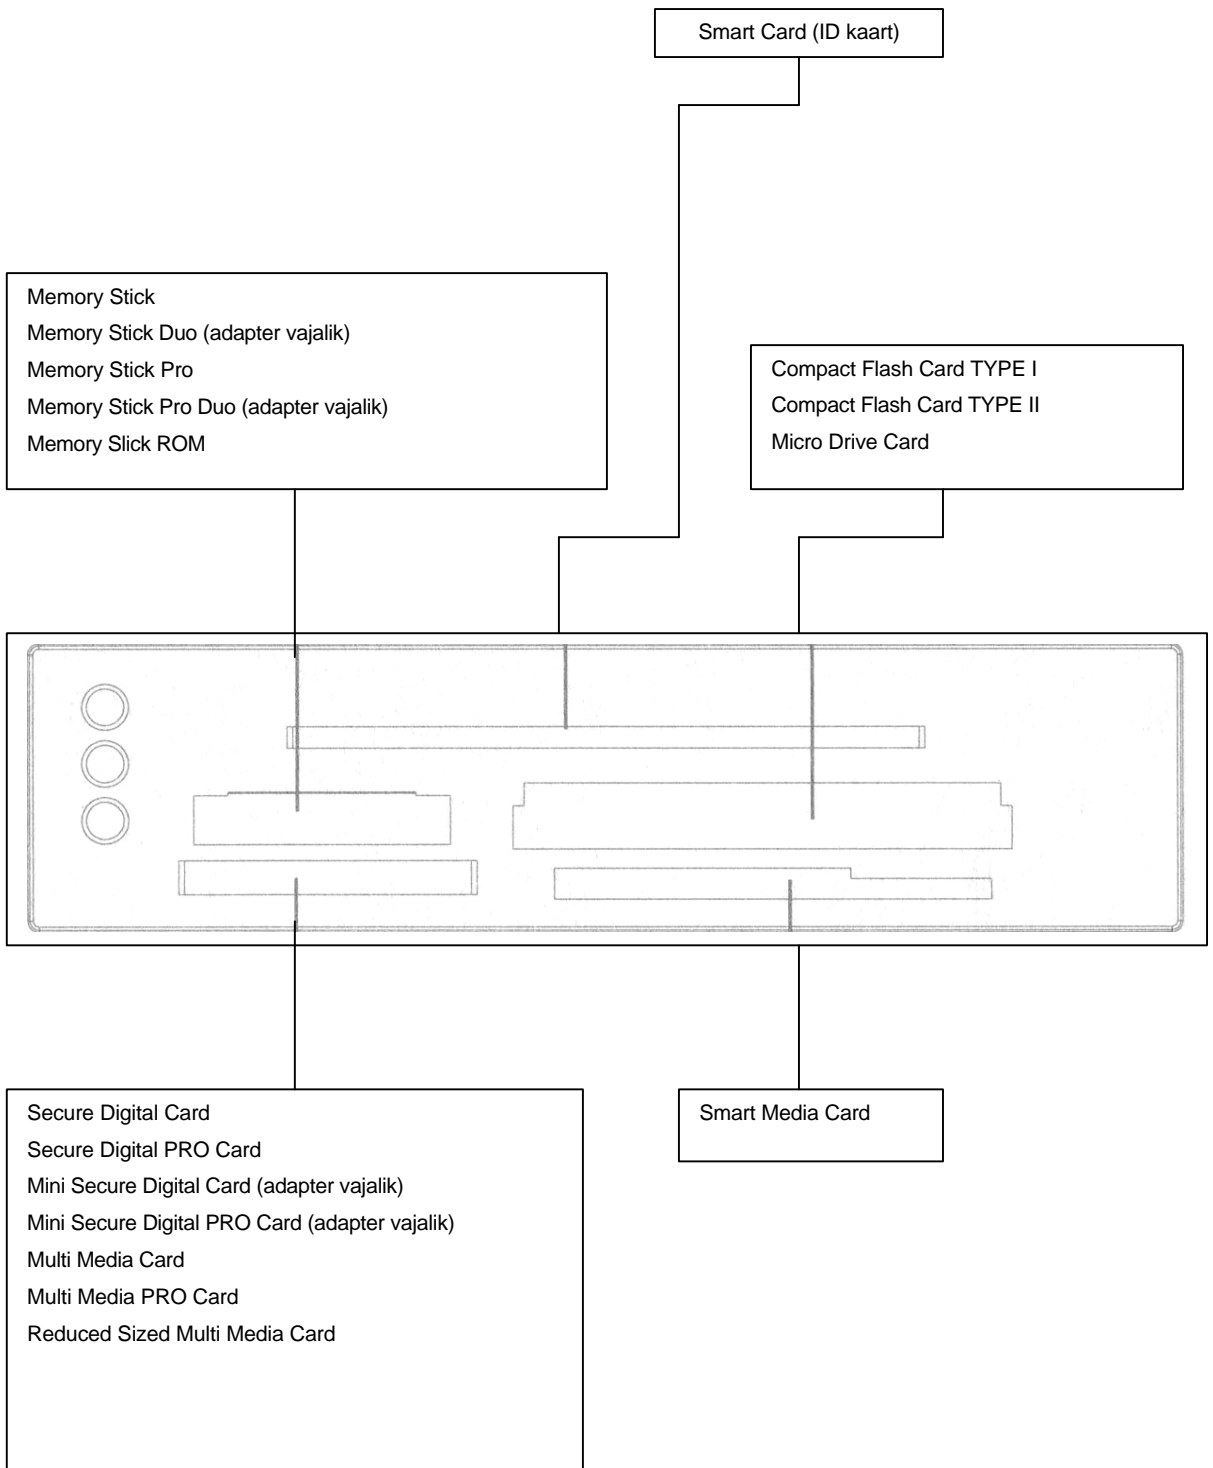 Smart Card (ID kaart)
Memory Stick
Memory Stick Duo (adapter vajalik)
Memory Stick Pro
Memory Stick Pro Duo (adapter vajalik)
Memory Slick ROM
Compact Flash Card TYPE I
Compact Flash Card TYPE II
Micro Drive Card
Secure Digital Card
Secure Digital PRO Card
Mini Secure Digital Card (adapter vajalik)
Mini Secure Digital PRO Card (adapter vajalik)
Multi Media Card
Multi Media PRO Card
Reduced Sized Multi Media Card
Smart Media Card